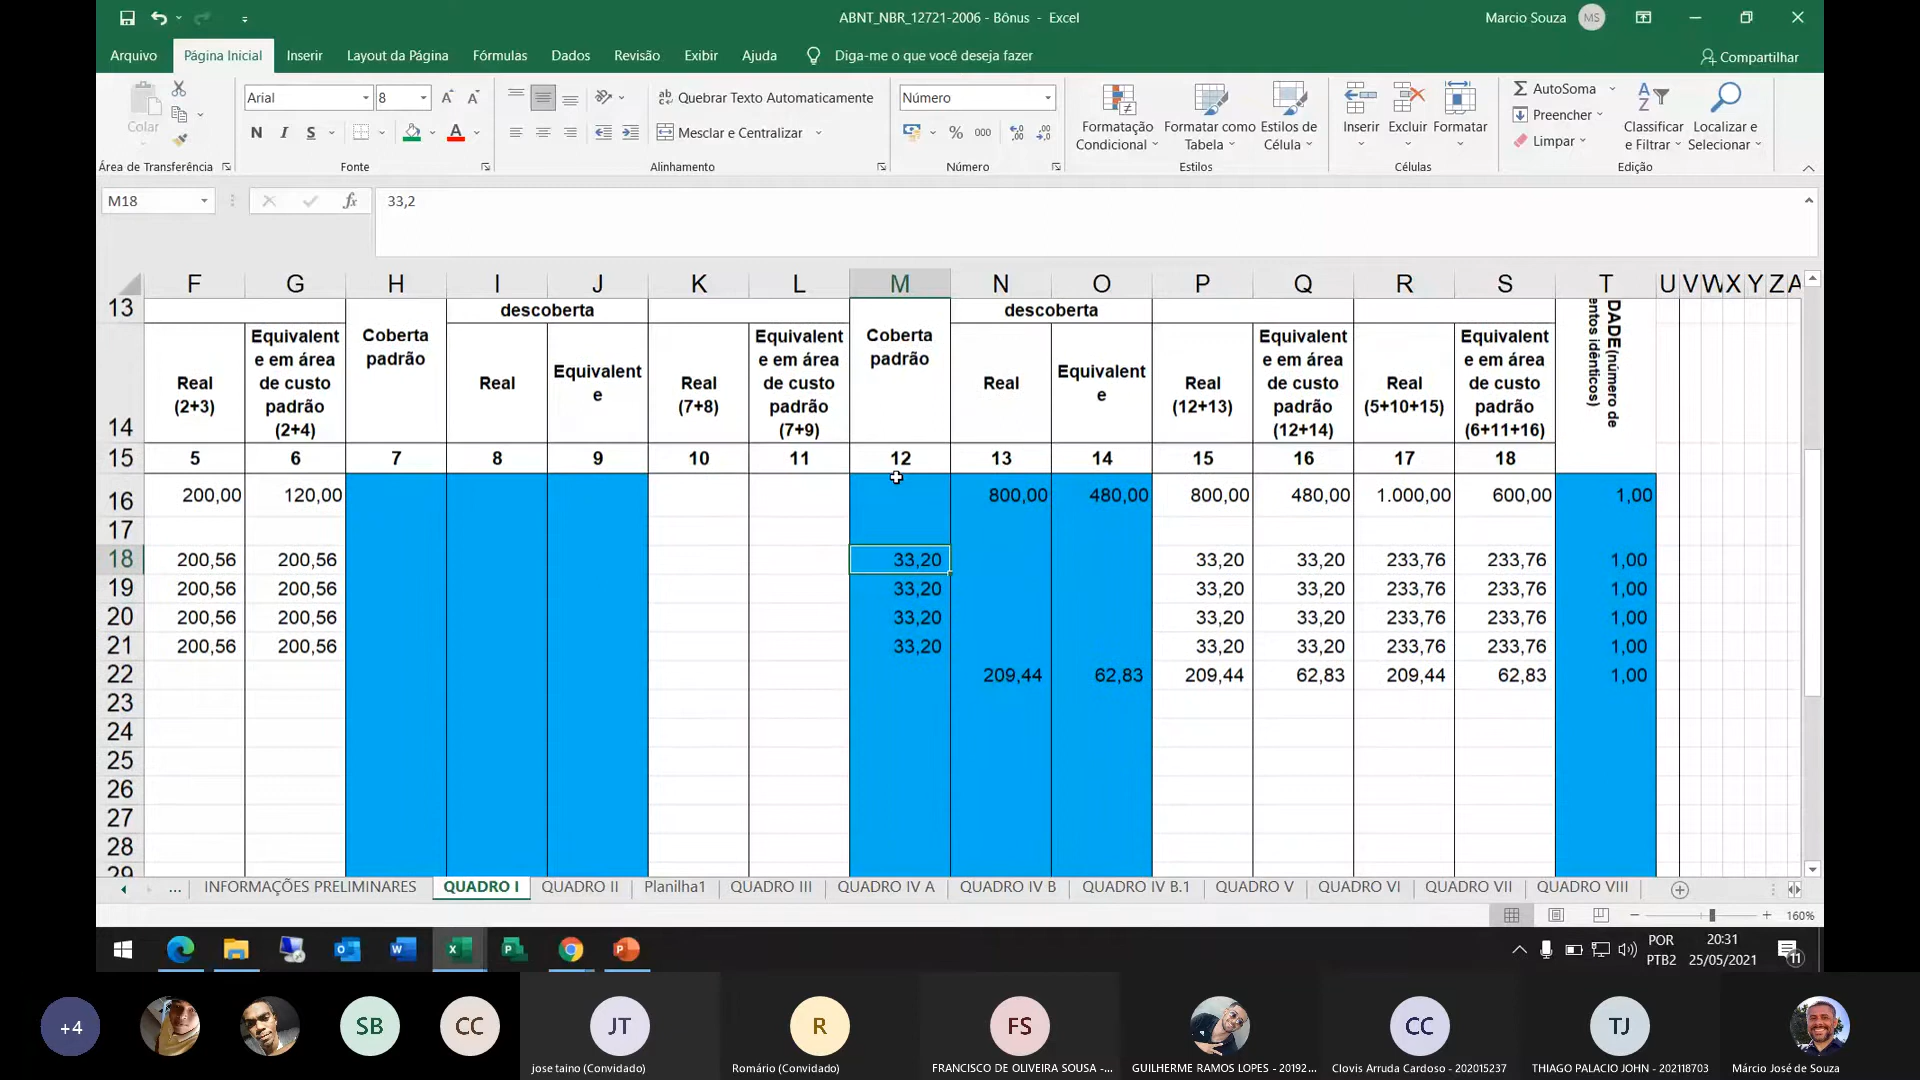 ABNT_NBR_12721-2006 - Bônus - Excel
Marcio Souza MS
Arquivo Página Inicial Inserir Layout da Página Fórmulas Dados Revisão Exibir Ajuda Diga-me o que você deseja fazer Compartilhar
Colar
Área de Transferência
Arial 8
N I S
Fonte
Quebrar Texto Automaticamente
Mesclar e Centralizar
Alinhamento
Número
% 000
Número
Formatação Condicional
Formatar como Tabela
Estilos de Célula
Estilos
Inserir Excluir Formatar
Células
AutoSoma
Preencher
Limpar
Classificar e Filtrar
Localizar e Selecionar
Edição
M18 fx 33,2
F G H I J K L M N O P Q R S T U V W X Y Z A
13 descoberta descoberta
14
Real (2+3)
Equivalent e em área de custo padrão (2+4)
Coberta padrão
Real
Equivalent e
Real (7+8)
Equivalent e em área de custo padrão (7+9)
Coberta padrão
Real
Equivalent e
Real (12+13)
Equivalent e em área de custo padrão (12+14)
Real (5+10+15)
Equivalent e em área de custo padrão (6+11+16)
DADE(número de
entos idênticos)
15 5 6 7 8 9 10 11 12 13 14 15 16 17 18
16 200,00 120,00 800,00 480,00 800,00 480,00 1.000,00 600,00 1,00
17
18 200,56 200,56 33,20 33,20 33,20 233,76 233,76 1,00
19 200,56 200,56 33,20 33,20 33,20 233,76 233,76 1,00
20 200,56 200,56 33,20 33,20 33,20 233,76 233,76 1,00
21 200,56 200,56 33,20 33,20 33,20 233,76 233,76 1,00
22 209,44 62,83 209,44 62,83 209,44 62,83 1,00
23
24
25
26
27
28
29
... INFORMAÇÕES PRELIMINARES QUADRO I QUADRO II Planilha1 QUADRO III QUADRO IV A QUADRO IV B QUADRO IV B.1 QUADRO V QUADRO VI QUADRO VII QUADRO VIII
160%
POR
PTB2
20:31
25/05/2021
11
+4 SB CC JT R FS CC TJ
jose taino (Convidado) Romário (Convidado) FRANCISCO DE OLIVEIRA SOUSA -... GUILHERME RAMOS LOPES - 20192... Clovis Arruda Cardoso - 202015237 THIAGO PALACIO JOHN - 202118703 Márcio José de Souza